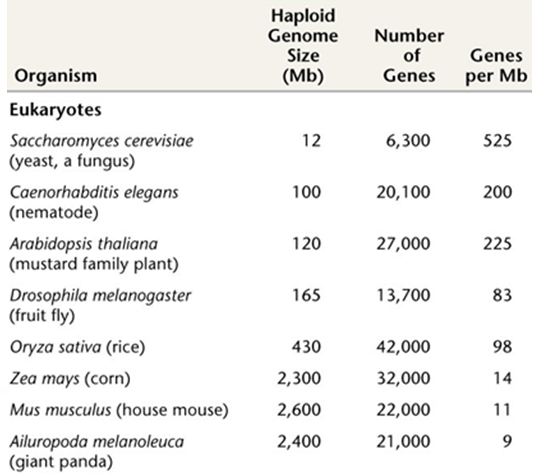 Haploid
Genome
Size
(Mb)
Number
of
Genes
Genes
per Mb
Organism
Eukaryotes
Saccharomyces cerevisiae 12 6,300 525
(yeast, a fungus)
Caenorhabditis elegans 100 20,100 200
(nematode)
Arabidopsis thaliana 120 27,000 225
(mustard family plant)
Drosophila melanogaster 165 13,700 83
(fruit fly)
Oryza sativa (rice) 430 42,000 98
Zea mays (corn) 2,300 32,000 14
Mus musculus (house mouse) 2,600 22,000 11
Ailuropoda melanoleuca 2,400 21,000 9
(giant panda)